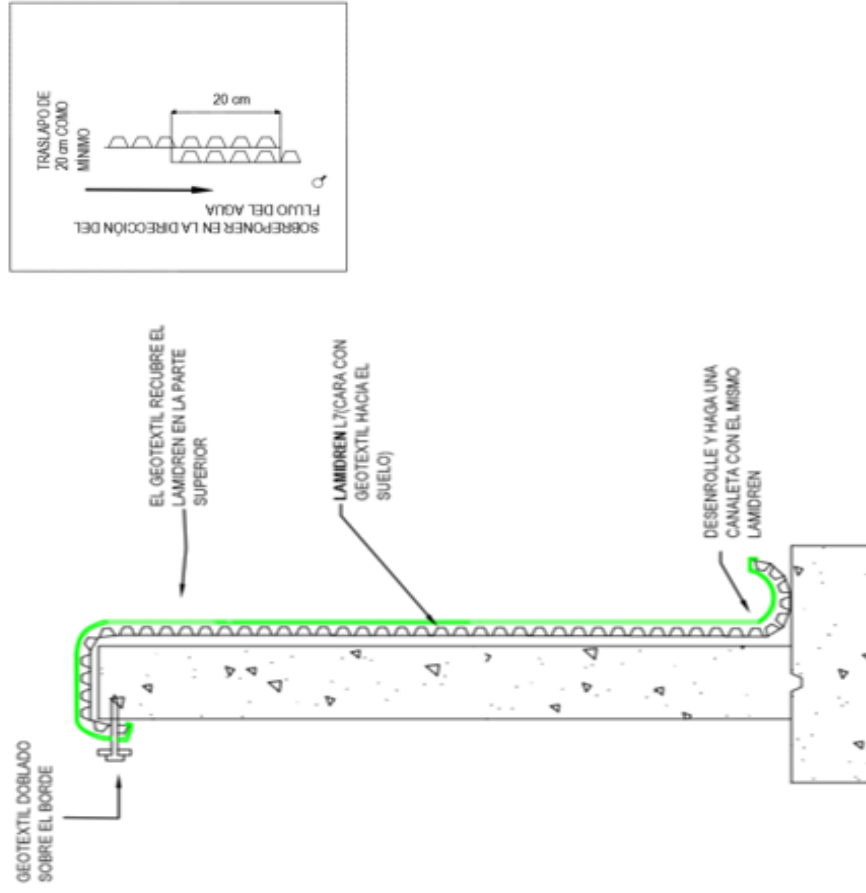 TRASLAPO DE
20 cm COMO
MÍNIMO
20 cm
SOBREPONER EN LA DIRECCIÓN DEL
FLUJO DEL AGUA
EL GEOTEXTIL RECUBRE EL
LAMIDREN EN LA PARTE
SUPERIOR
LAMIDREN L7(CARA CON
GEOTEXTIL HACIA EL
SUELO)
DESENROLLE Y HAGA UNA
CANALETA CON EL MISMO
LAMIDREN
GEOTEXTIL DOBLADO
SOBRE EL BORDE